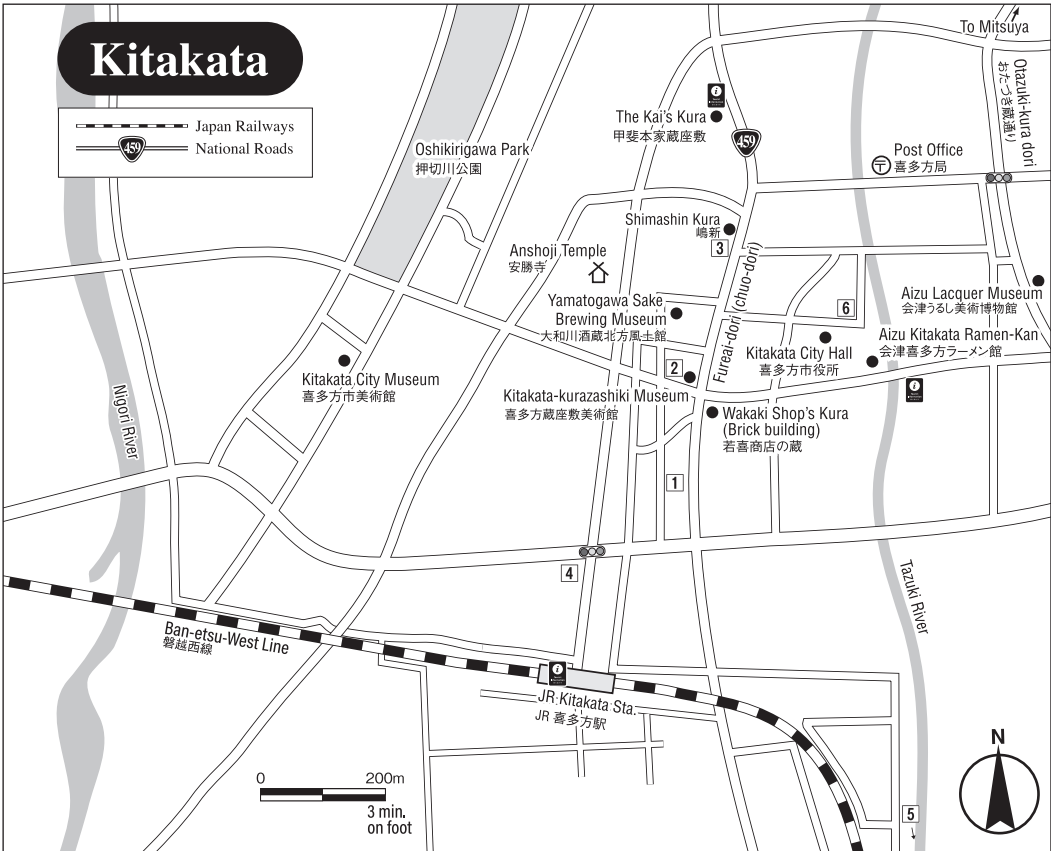 Kitakata
Japan Railways
459
National Roads
To Mitsuya
Otazuki-kura dori
おたづき蔵通り
The Kai's Kura
甲斐本家蔵座敷
459
Oshikirigawa Park
押切川公園
Post Office
喜多方局
Shimashin Kura
嶋新
3
Anshoji Temple
安勝寺
Fureai-dori (chuo-dori)
Yamatogawa Sake
Brewing Museum
大和川酒蔵北方風土館
6
Aizu Lacquer Museum
会津うるし美術博物館
Aizu Kitakata Ramen-Kan
会津喜多方ラーメン館
Kitakata City Hall
喜多方市役所
2
Kitakata City Museum
喜多方市美術館
Kitakata-kurazashiki Museum
喜多方蔵座敷美術館
Wakaki Shop's Kura
(Brick building)
若喜商店の蔵
Nigori River
1
4
Tazuki River
Ban-etsu-West Line
磐越西線
JR Kitakata Sta.
JR 喜多方駅
0 200m
3 min.
on foot
N
5